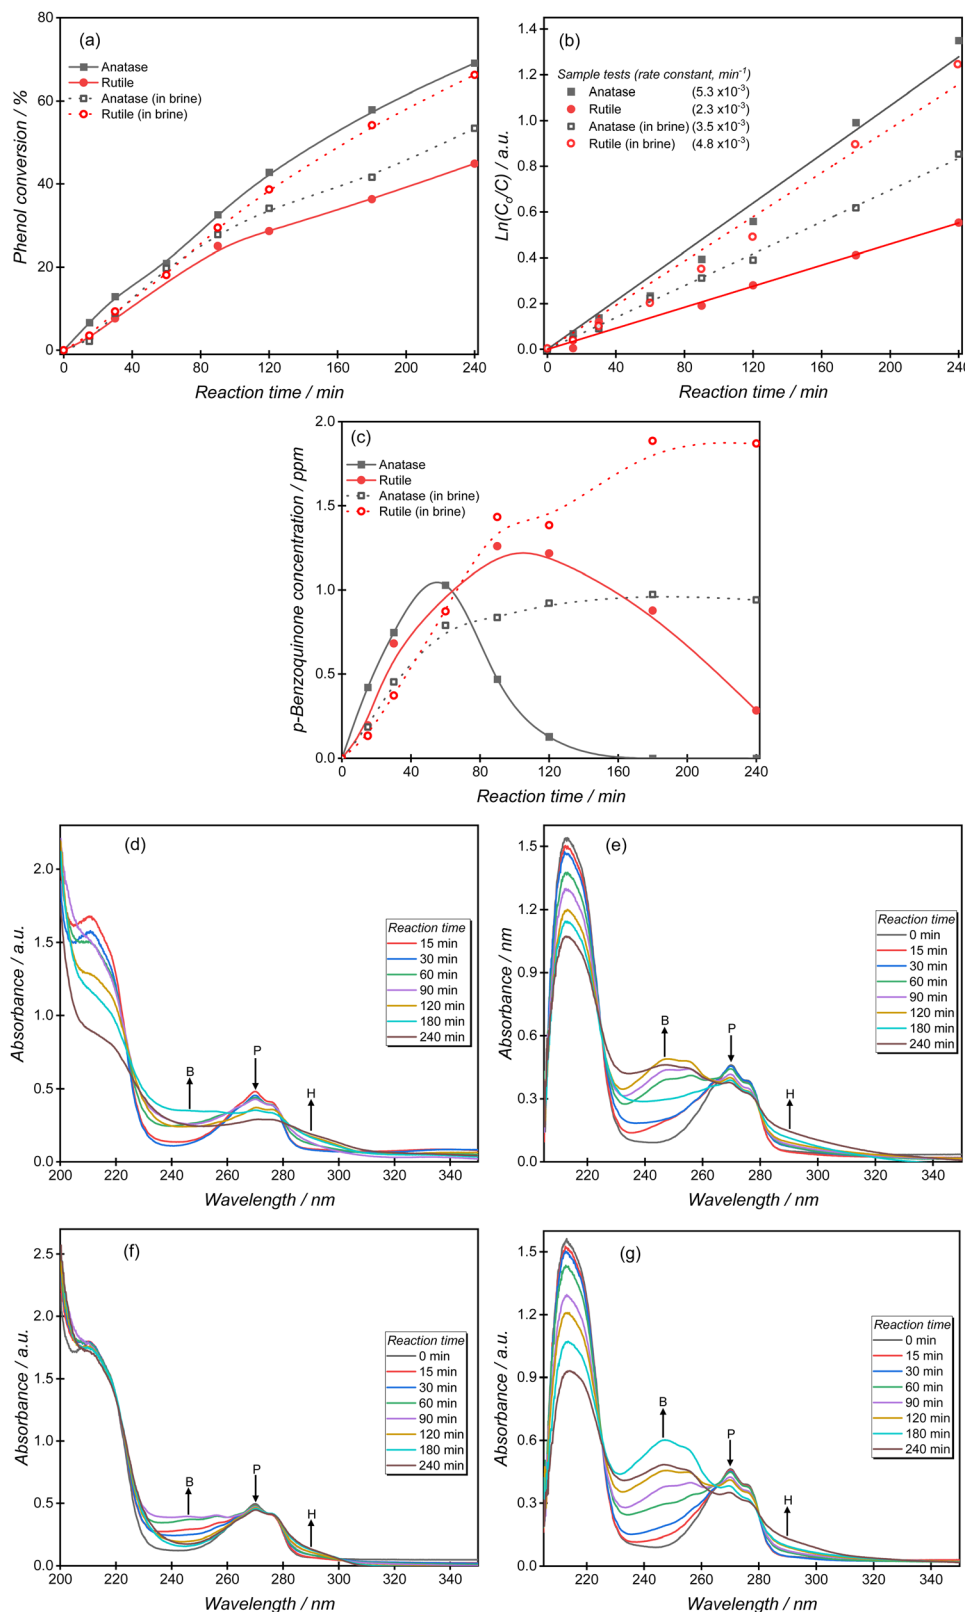 (a)
Anatase
Rutile
Anatase (in brine)
Rutile (in brine)
Phenol conversion / %
80
60
40
20
0
0 40 80 120 160 200 240
Reaction time / min
(b)
Sample tests (rate constant, min⁻¹)
Anatase (5.3 x10⁻³)
Rutile (2.3 x10⁻³)
Anatase (in brine) (3.5 x10⁻³)
Rutile (in brine) (4.8 x10⁻³)
Ln(C₀/C) / a.u.
1.4
1.2
1.0
0.8
0.6
0.4
0.2
0.0
0 40 80 120 160 200 240
Reaction time / min
(c)
Anatase
Rutile
Anatase (in brine)
Rutile (in brine)
p-Benzoquinone concentration / ppm
2.0
1.5
1.0
0.5
0.0
0 40 80 120 160 200 240
Reaction time / min
(d)
Absorbance / a.u.
2.0
1.5
1.0
0.5
0.0
B P H
Reaction time
15 min
30 min
60 min
90 min
120 min
180 min
240 min
200 220 240 260 280 300 320 340
Wavelength / nm
(e)
Absorbance / nm
1.5
1.2
0.9
0.6
0.3
0.0
B P H
Reaction time
0 min
15 min
30 min
60 min
90 min
120 min
180 min
240 min
220 240 260 280 300 320 340
Wavelength / nm
(f)
Absorbance / a.u.
2.5
2.0
1.5
1.0
0.5
0.0
B P H
Reaction time
0 min
15 min
30 min
60 min
90 min
120 min
180 min
240 min
200 220 240 260 280 300 320 340
Wavelength / nm
(g)
Absorbance / a.u.
1.5
1.2
0.9
0.6
0.3
0.0
B P H
Reaction time
0 min
15 min
30 min
60 min
90 min
120 min
180 min
240 min
220 240 260 280 300 320 340
Wavelength / nm